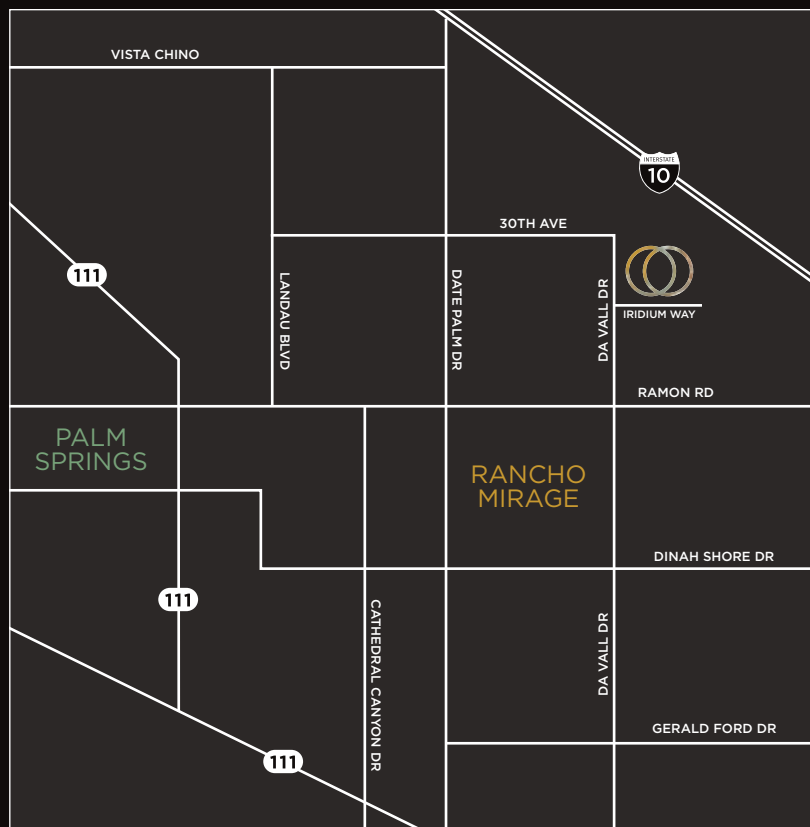 VISTA CHINO
INTERSTATE
10
30TH AVE
111
LANDAU BLVD
DATE PALM DR
DA VALL DR
IRIDIUM WAY
RAMON RD
PALM
SPRINGS
RANCHO
MIRAGE
DINAH SHORE DR
111
CATHEDRAL CANYON DR
DA VALL DR
GERALD FORD DR
111